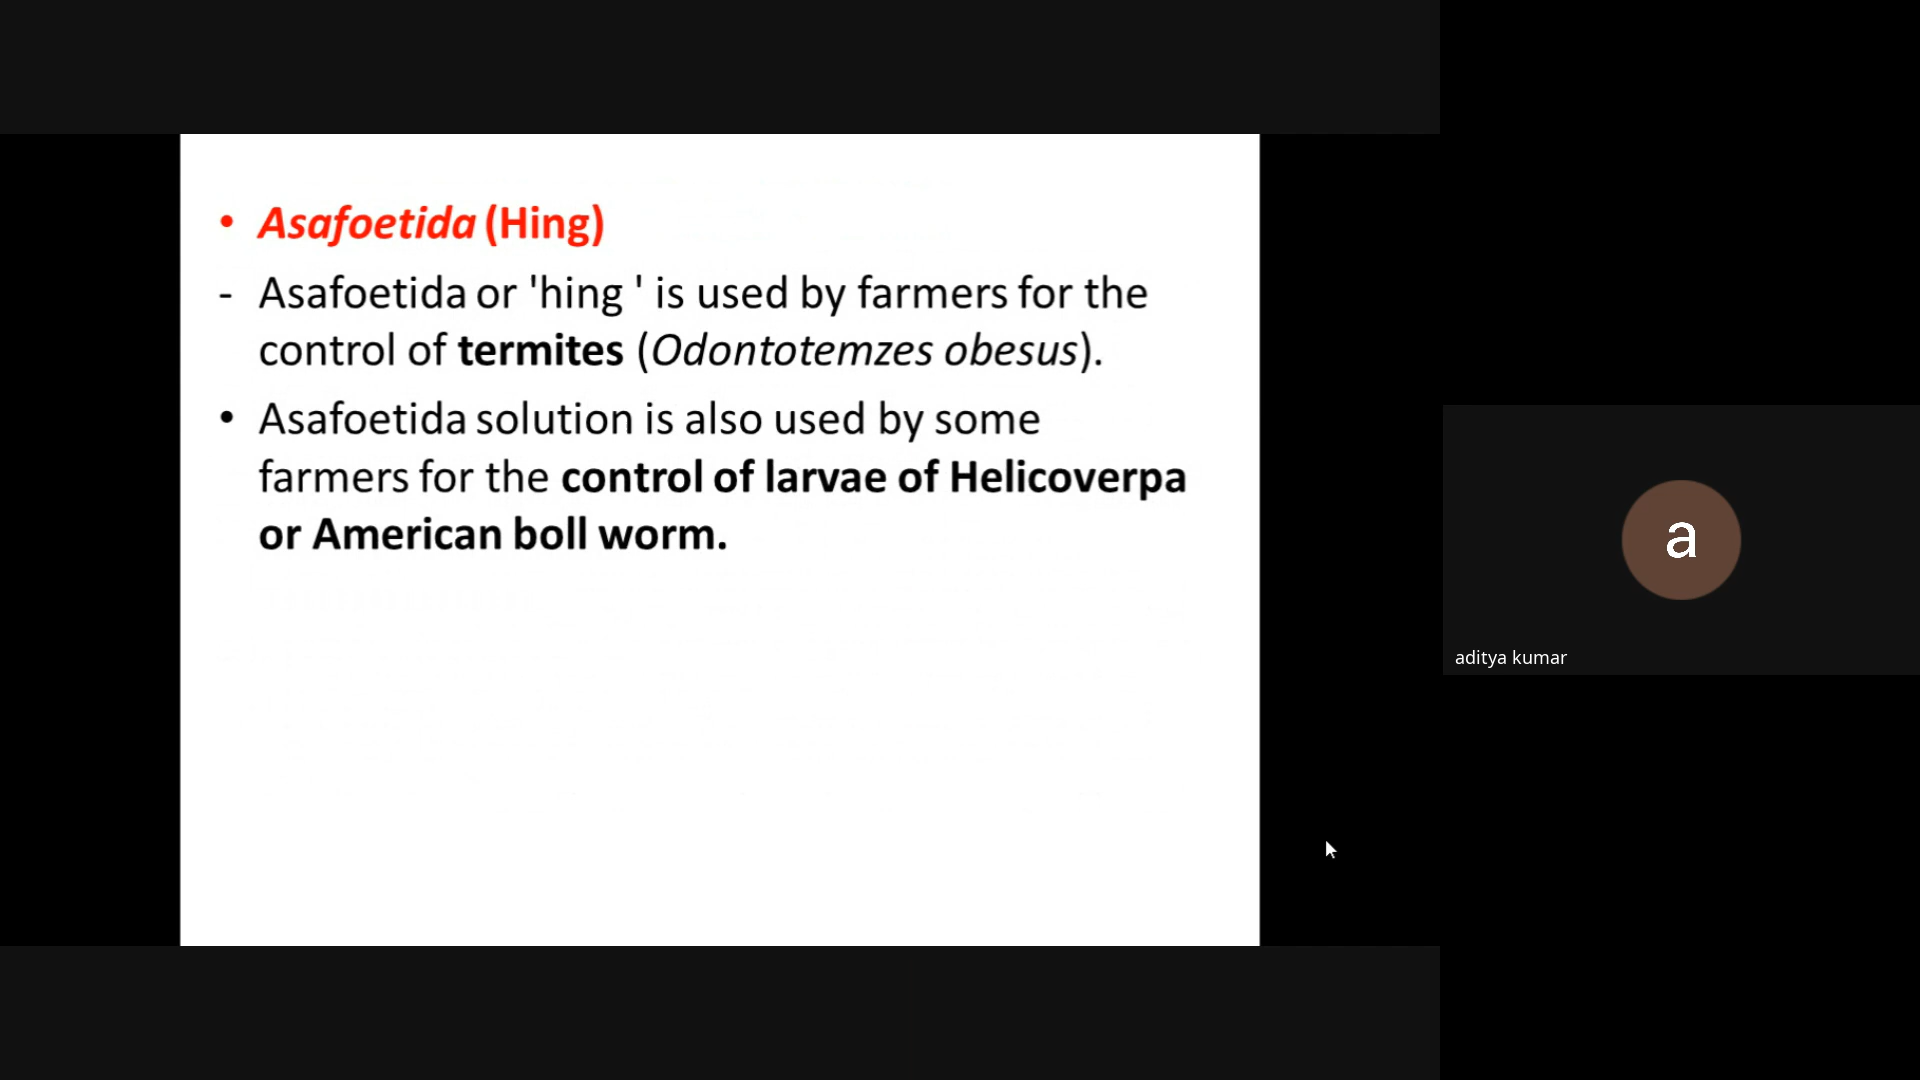 • Asafoetida (Hing)
- Asafoetida or 'hing ' is used by farmers for the
control of termites (Odontotemzes obesus).
• Asafoetida solution is also used by some
farmers for the control of larvae of Helicoverpa
or American boll worm.
a
aditya kumar